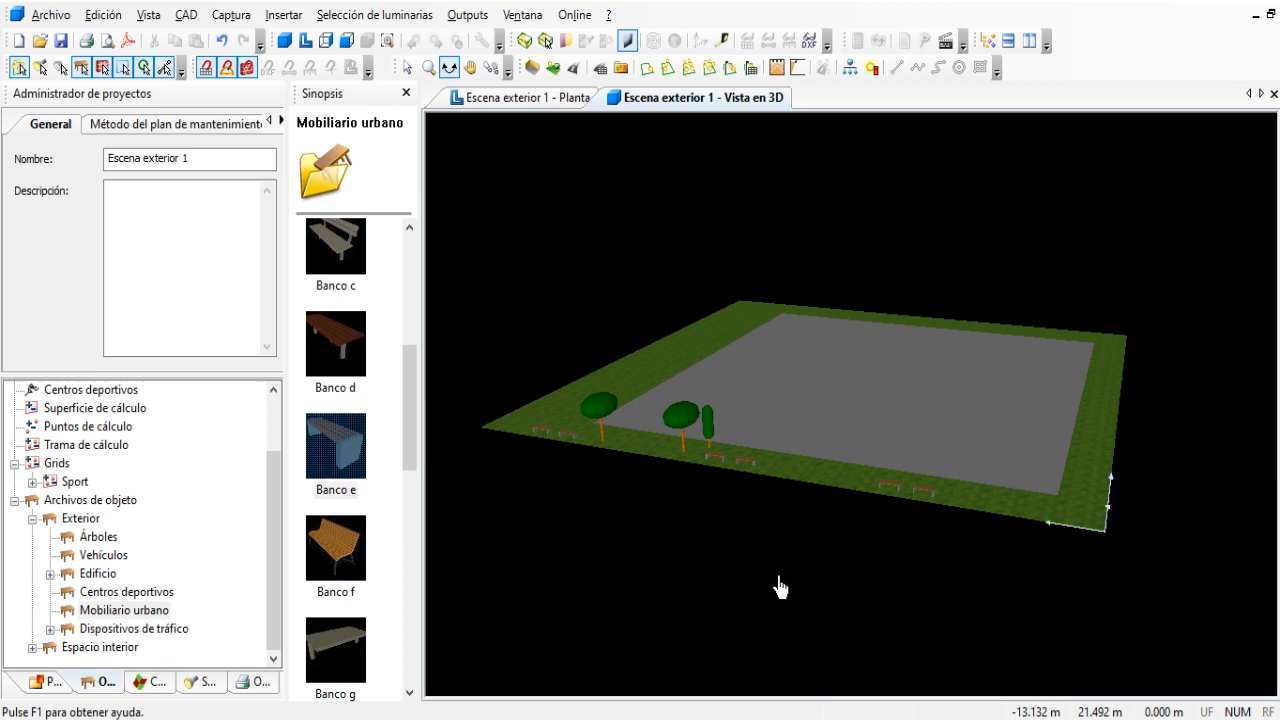 Archivo Edición Vista CAD Captura Insertar Selección de luminarias Outputs Ventana Online ?
DXF
Administrador de proyectos
Sinopsis
Escena exterior 1 - Planta
Escena exterior 1 - Vista en 3D
General
Método del plan de mantenimient
Mobiliario urbano
Nombre:
Escena exterior 1
Descripción:
Banco c
Banco d
Banco e
Banco f
Banco g
Centros deportivos
Superficie de cálculo
Puntos de cálculo
Trama de cálculo
Grids
Sport
Archivos de objeto
Exterior
Árboles
Vehículos
Edificio
Centros deportivos
Mobiliario urbano
Dispositivos de tráfico
Espacio interior
P...
O...
C...
S...
O...
Pulse F1 para obtener ayuda.
-13.132 m 21.492 m 0.000 m UF NUM RF